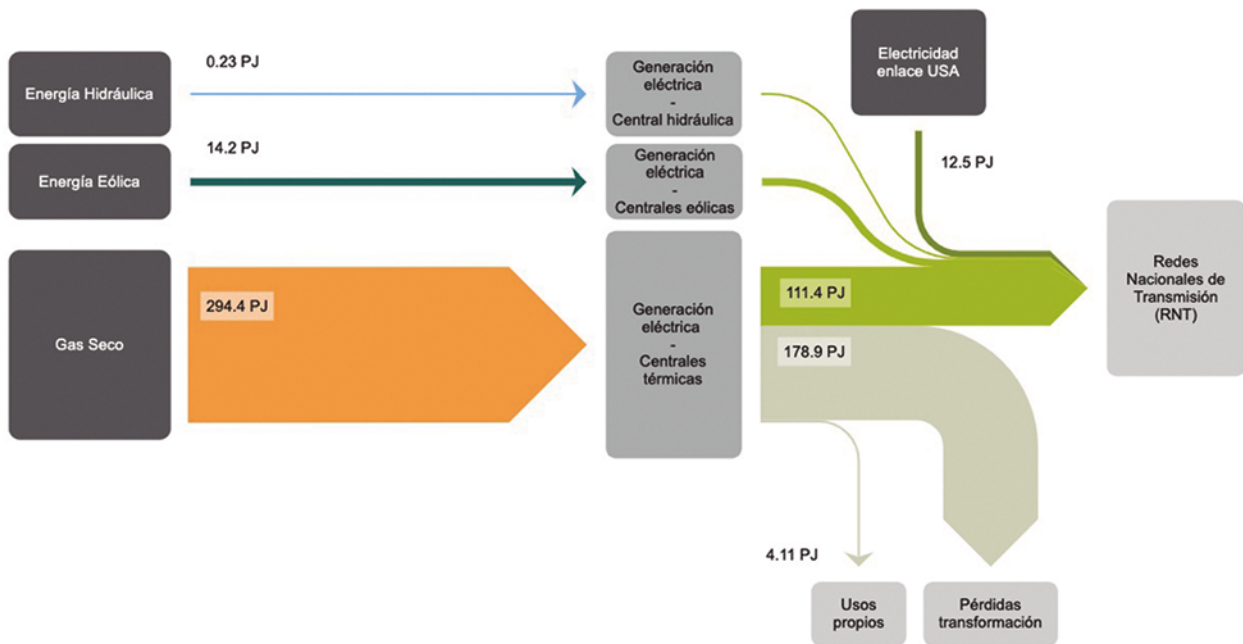 Energía Hidráulica
0.23 PJ
Generación
eléctrica
-
Central hidráulica
Electricidad
enlace USA
Energía Eólica
14.2 PJ
Generación
eléctrica
-
Centrales eólicas
12.5 PJ
Gas Seco
294.4 PJ
Generación
eléctrica
-
Centrales
térmicas
111.4 PJ
178.9 PJ
Redes
Nacionales de
Transmisión
(RNT)
4.11 PJ
Usos
propios
Pérdidas
transformación